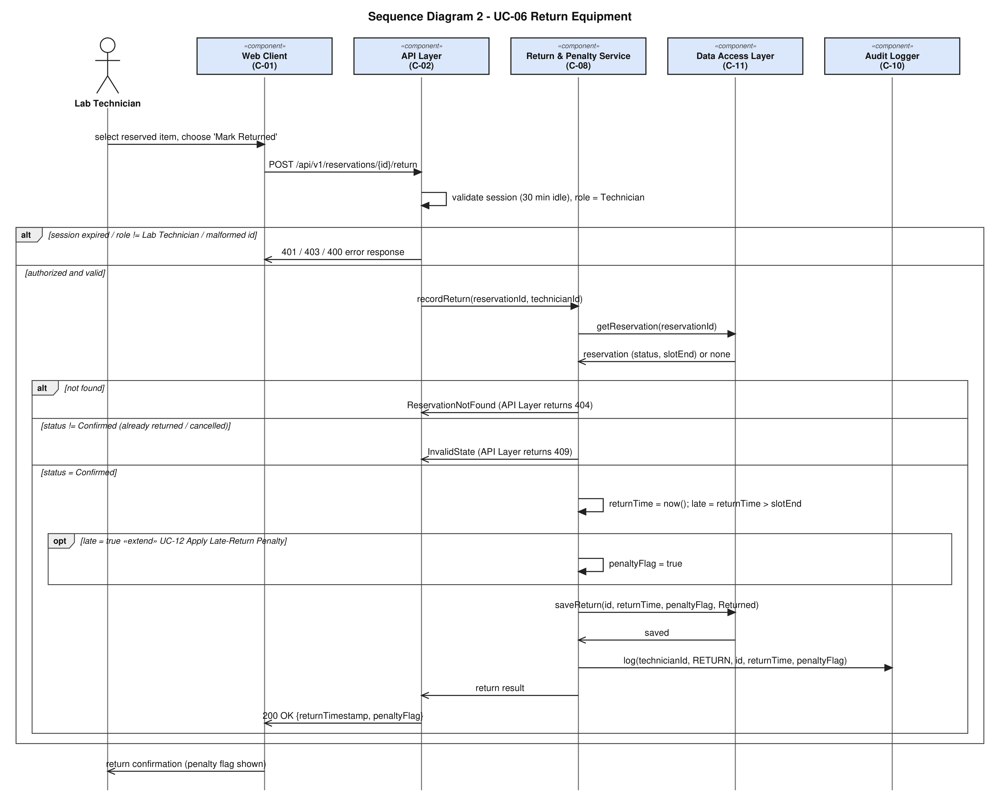 Sequence Diagram 2 - UC-06 Return Equipment
«component»
Web Client
(C-01)
«component»
API Layer
(C-02)
«component»
Return & Penalty Service
(C-08)
«component»
Data Access Layer
(C-11)
«component»
Audit Logger
(C-10)
Lab Technician
select reserved item, choose 'Mark Returned'
POST /api/v1/reservations/{id}/return
validate session (30 min idle), role = Technician
alt [session expired / role != Lab Technician / malformed id]
401 / 403 / 400 error response
[authorized and valid]
recordReturn(reservationId, technicianId)
getReservation(reservationId)
reservation (status, slotEnd) or none
alt [not found]
ReservationNotFound (API Layer returns 404)
[status != Confirmed (already returned / cancelled)]
InvalidState (API Layer returns 409)
[status = Confirmed]
returnTime = now(); late = returnTime > slotEnd
opt [late = true «extend» UC-12 Apply Late-Return Penalty]
penaltyFlag = true
saveReturn(id, returnTime, penaltyFlag, Returned)
saved
log(technicianId, RETURN, id, returnTime, penaltyFlag)
return result
200 OK {returnTimestamp, penaltyFlag}
return confirmation (penalty flag shown)